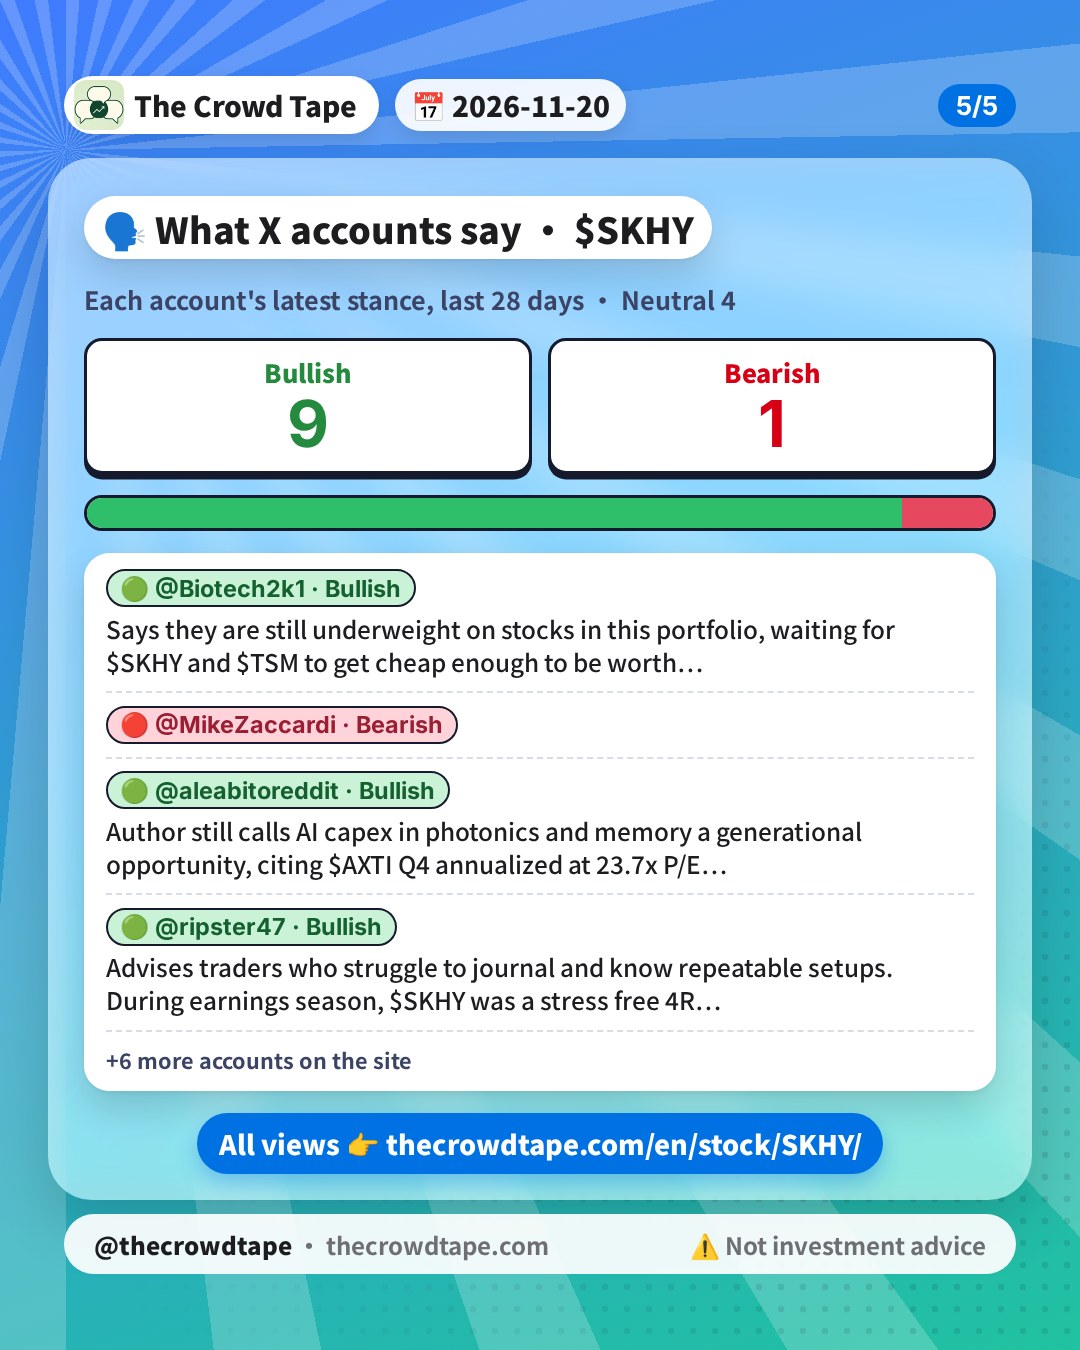 The Crowd Tape
July 17 2026-11-20
5/5
What X accounts say • $SKHY
Each account's latest stance, last 28 days • Neutral 4
Bullish
9
Bearish
1
@Biotech2k1 · Bullish
Says they are still underweight on stocks in this portfolio, waiting for
$SKHY and $TSM to get cheap enough to be worth…
@MikeZaccardi · Bearish
@aleabitoreddit · Bullish
Author still calls AI capex in photonics and memory a generational
opportunity, citing $AXTI Q4 annualized at 23.7x P/E…
@ripster47 · Bullish
Advises traders who struggle to journal and know repeatable setups.
During earnings season, $SKHY was a stress free 4R…
+6 more accounts on the site
All views 👉 thecrowdtape.com/en/stock/SKHY/
@thecrowdtape • thecrowdtape.com
⚠️ Not investment advice